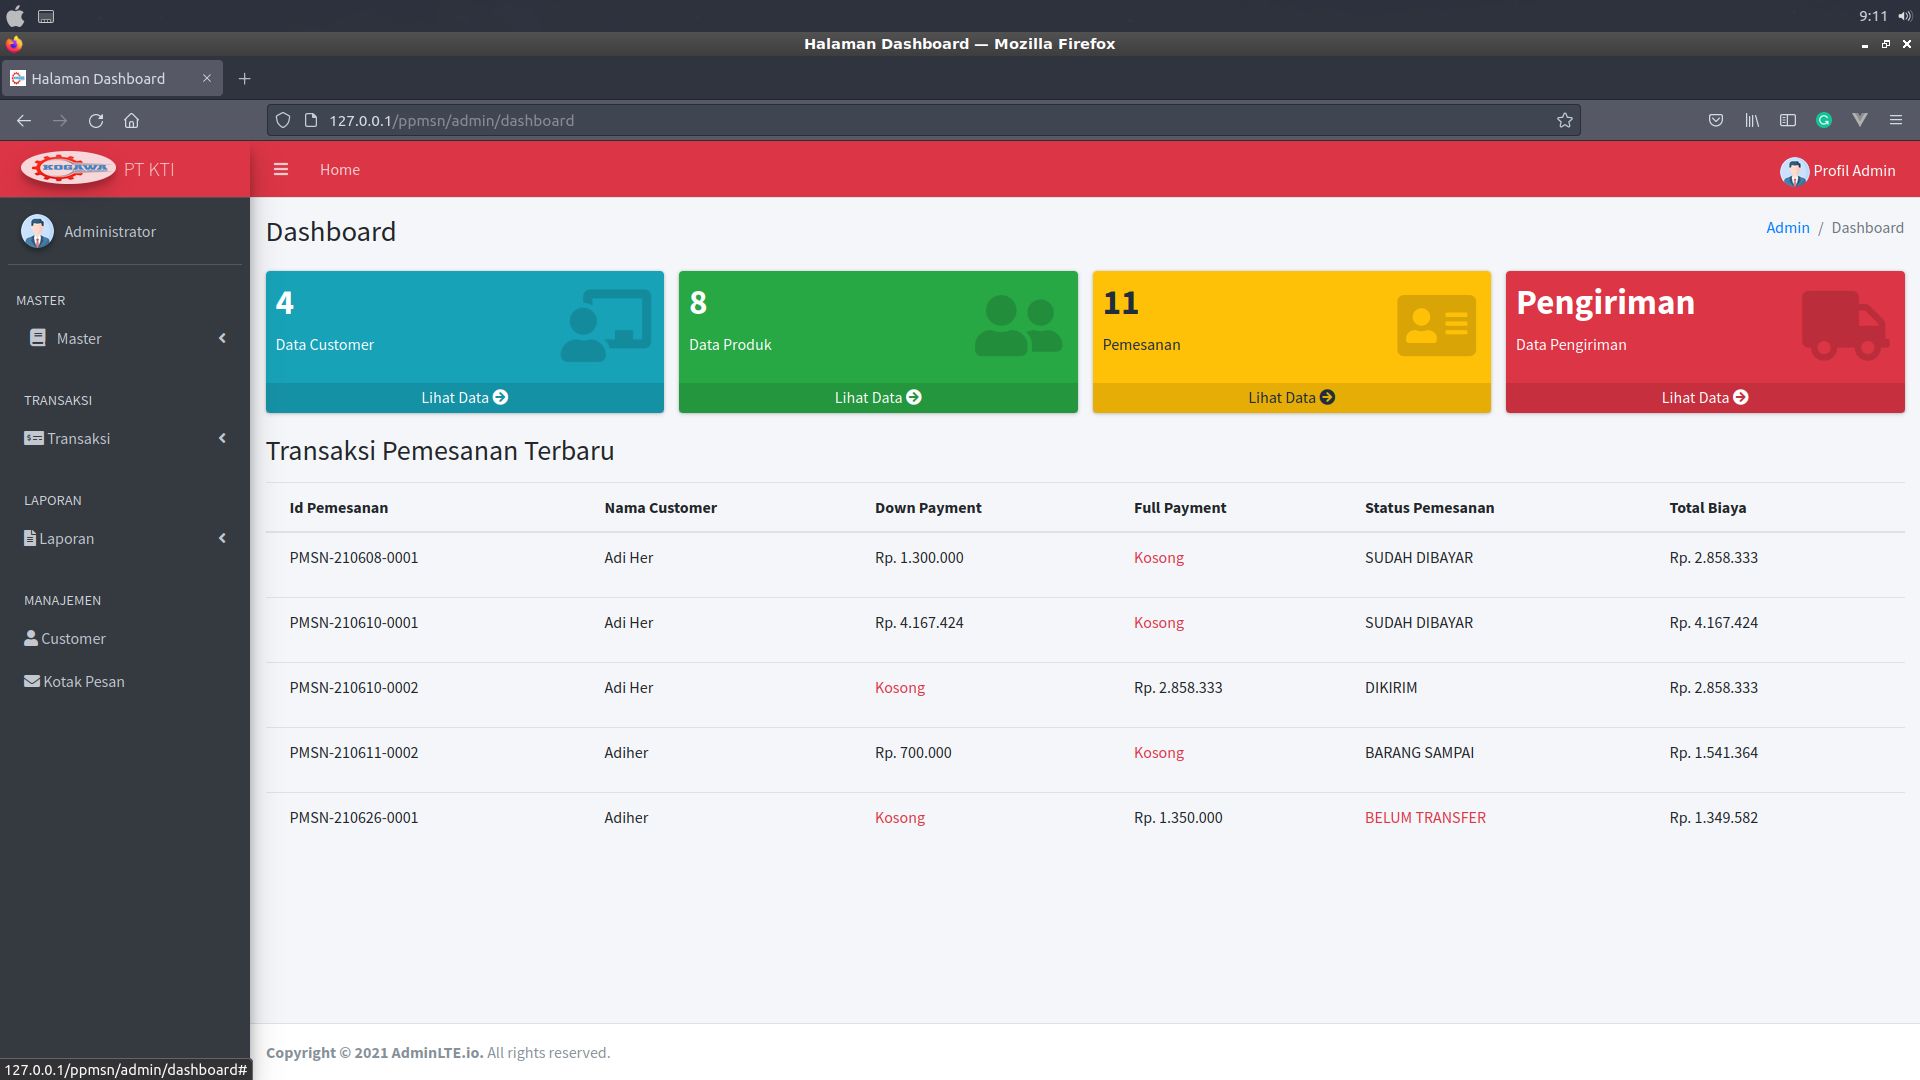 9:11
Halaman Dashboard — Mozilla Firefox
Halaman Dashboard
127.0.0.1/ppmsn/admin/dashboard
KOGAWA PT KTI
Home
Profil Admin
Administrator
MASTER
Master
TRANSAKSI
Transaksi
LAPORAN
Laporan
MANAJEMEN
Customer
Kotak Pesan
Dashboard
Admin / Dashboard
4
Data Customer
Lihat Data
8
Data Produk
Lihat Data
11
Pemesanan
Lihat Data
Pengiriman
Data Pengiriman
Lihat Data
Transaksi Pemesanan Terbaru
Id Pemesanan Nama Customer Down Payment Full Payment Status Pemesanan Total Biaya
PMSN-210608-0001 Adi Her Rp. 1.300.000 Kosong SUDAH DIBAYAR Rp. 2.858.333
PMSN-210610-0001 Adi Her Rp. 4.167.424 Kosong SUDAH DIBAYAR Rp. 4.167.424
PMSN-210610-0002 Adi Her Kosong Rp. 2.858.333 DIKIRIM Rp. 2.858.333
PMSN-210611-0002 Adiher Rp. 700.000 Kosong BARANG SAMPAI Rp. 1.541.364
PMSN-210626-0001 Adiher Kosong Rp. 1.350.000 BELUM TRANSFER Rp. 1.349.582
Copyright © 2021 AdminLTE.io. All rights reserved.
127.0.0.1/ppmsn/admin/dashboard#